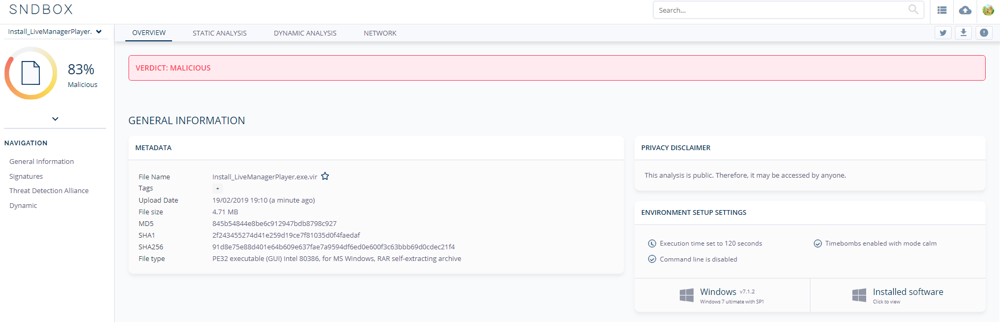 SNDBOX
Search...
Install_LiveManagerPlayer.
OVERVIEW
STATIC ANALYSIS
DYNAMIC ANALYSIS
NETWORK
83%
Malicious
VERDICT: MALICIOUS
NAVIGATION
General Information
Signatures
Threat Detection Alliance
Dynamic
GENERAL INFORMATION
METADATA
File Name Install_LiveManagerPlayer.exe.vir
Tags +
Upload Date 19/02/2019 19:10 (a minute ago)
File size 4.71 MB
MD5 845b54844e8be6c912947bdb8798c927
SHA1 2f243455274d41e259d19ce7f81035d0f4faedaf
SHA256 91d8e75e88d401e64b609e637fae7a9594df6ed0e600f3c63bbb69d0cdec21f4
File type PE32 executable (GUI) Intel 80386, for MS Windows, RAR self-extracting archive
PRIVACY DISCLAIMER
This analysis is public. Therefore, it may be accessed by anyone.
ENVIRONMENT SETUP SETTINGS
Execution time set to 120 seconds
Timebombs enabled with mode calm
Command line is disabled
Windows v7.1.2
Windows 7 ultimate with SP1
Installed software
Click to view